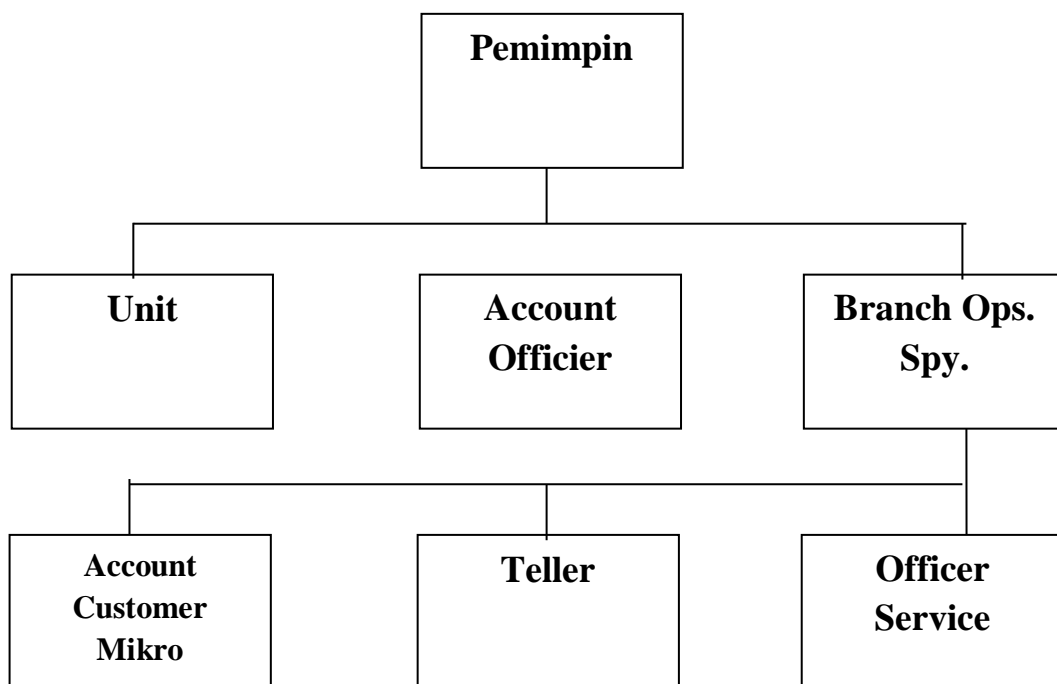 Pemimpin
Unit
Account
Officier
Branch Ops.
Spy.
Account
Customer
Mikro
Teller
Officer
Service